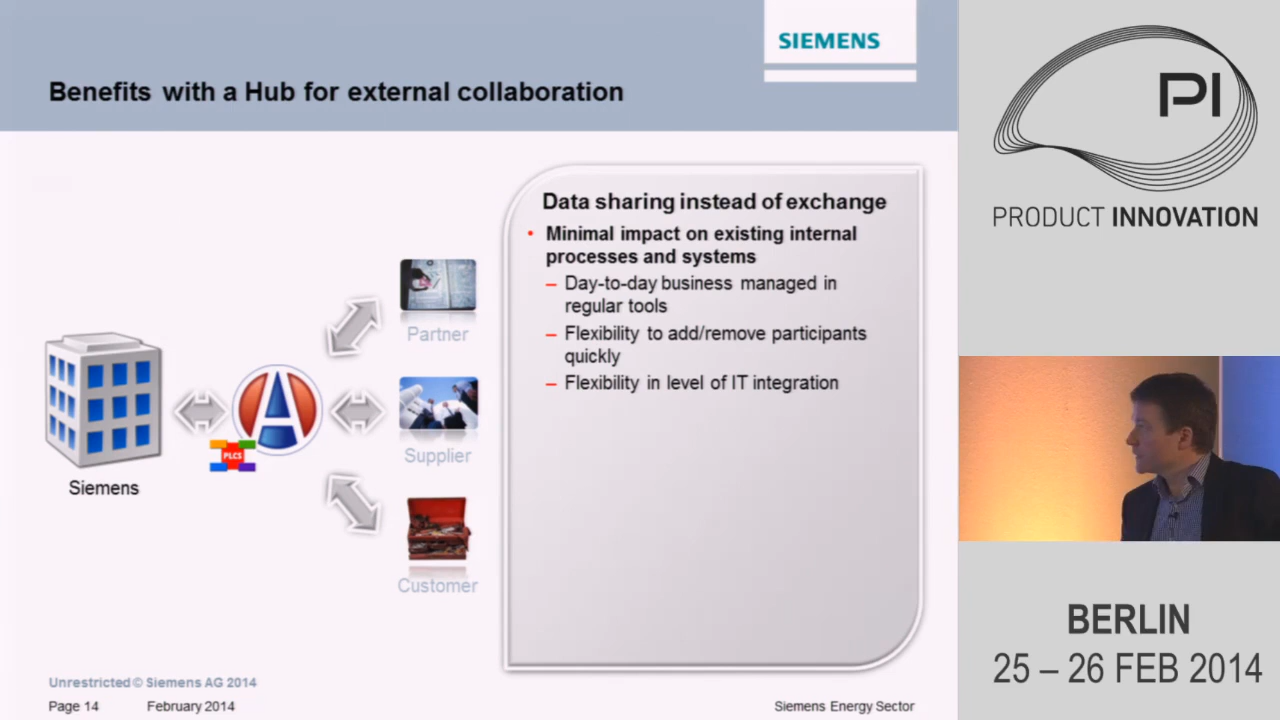 SIEMENS
Benefits with a Hub for external collaboration
Data sharing instead of exchange
• Minimal impact on existing internal
processes and systems
– Day-to-day business managed in
regular tools
– Flexibility to add/remove participants
quickly
– Flexibility in level of IT integration
Partner
Supplier
Customer
A
PLCS
Siemens
Unrestricted © Siemens AG 2014
Page 14 February 2014 Siemens Energy Sector
PI
PRODUCT INNOVATION
BERLIN
25 – 26 FEB 2014